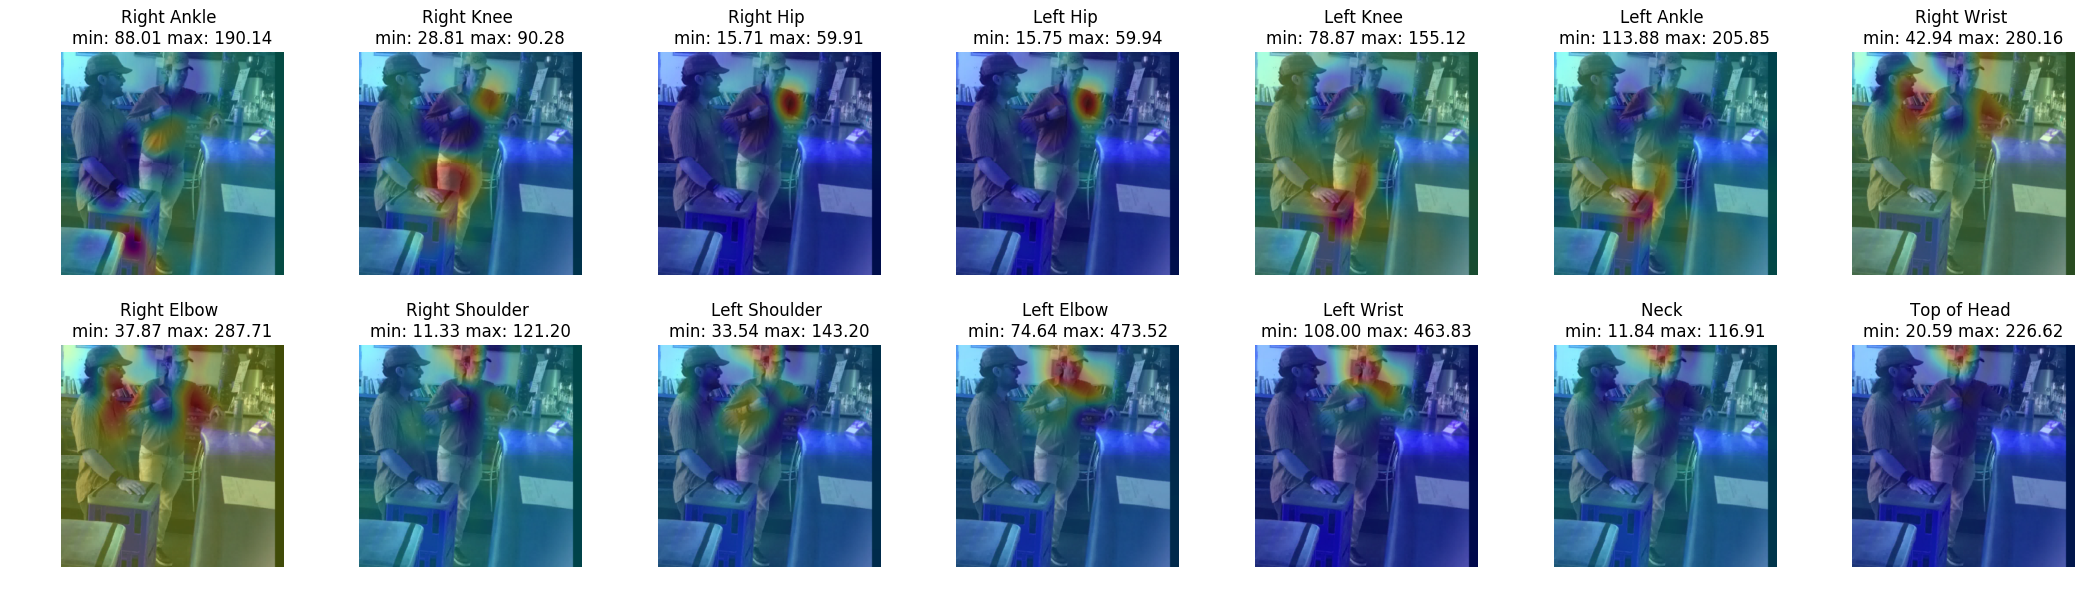 Right Ankle
min: 88.01 max: 190.14
Right Knee
min: 28.81 max: 90.28
Right Hip
min: 15.71 max: 59.91
Left Hip
min: 15.75 max: 59.94
Left Knee
min: 78.87 max: 155.12
Left Ankle
min: 113.88 max: 205.85
Right Wrist
min: 42.94 max: 280.16
Right Elbow
min: 37.87 max: 287.71
Right Shoulder
min: 11.33 max: 121.20
Left Shoulder
min: 33.54 max: 143.20
Left Elbow
min: 74.64 max: 473.52
Left Wrist
min: 108.00 max: 463.83
Neck
min: 11.84 max: 116.91
Top of Head
min: 20.59 max: 226.62